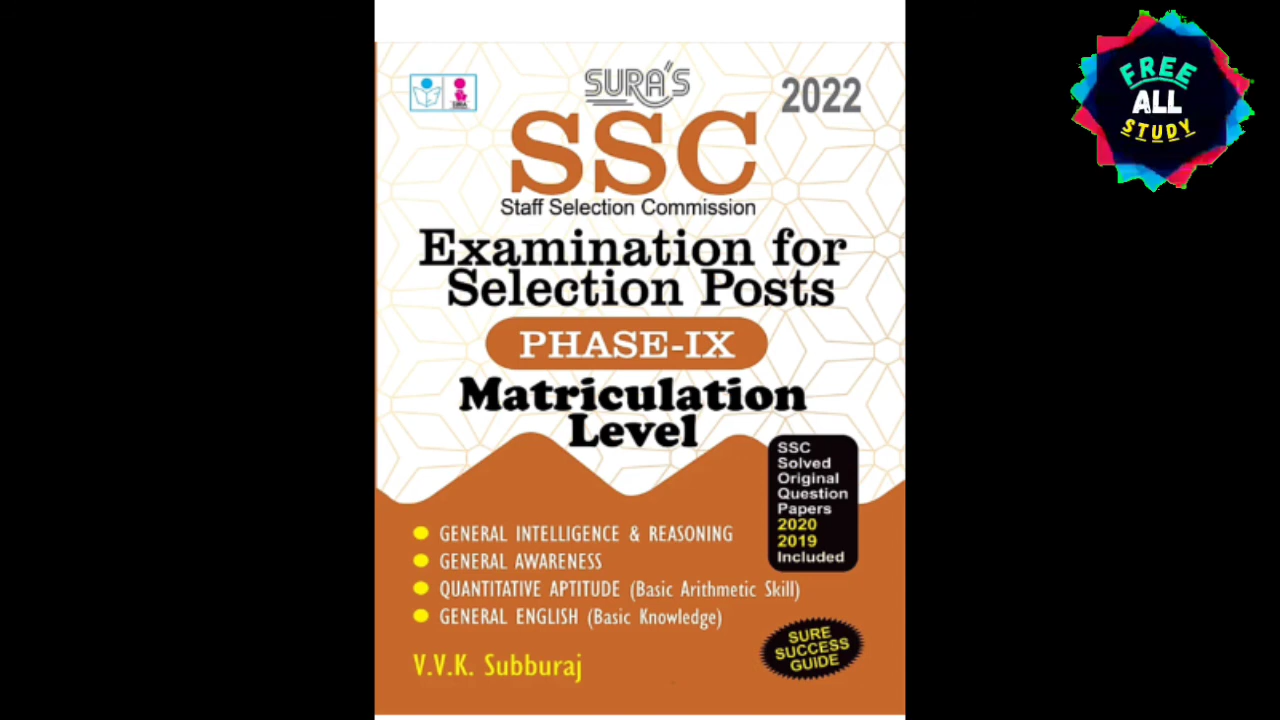 SURA'S
2022
SSC
Staff Selection Commission
Examination for
Selection Posts
PHASE-IX
Matriculation
Level
SSC
Solved
Original
Question
Papers
2020
2019
Included
GENERAL INTELLIGENCE & REASONING
GENERAL AWARENESS
QUANTITATIVE APTITUDE (Basic Arithmetic Skill)
GENERAL ENGLISH (Basic Knowledge)
SURE
SUCCESS
GUIDE
V.V.K. Subburaj
FREE
ALL
STUDY